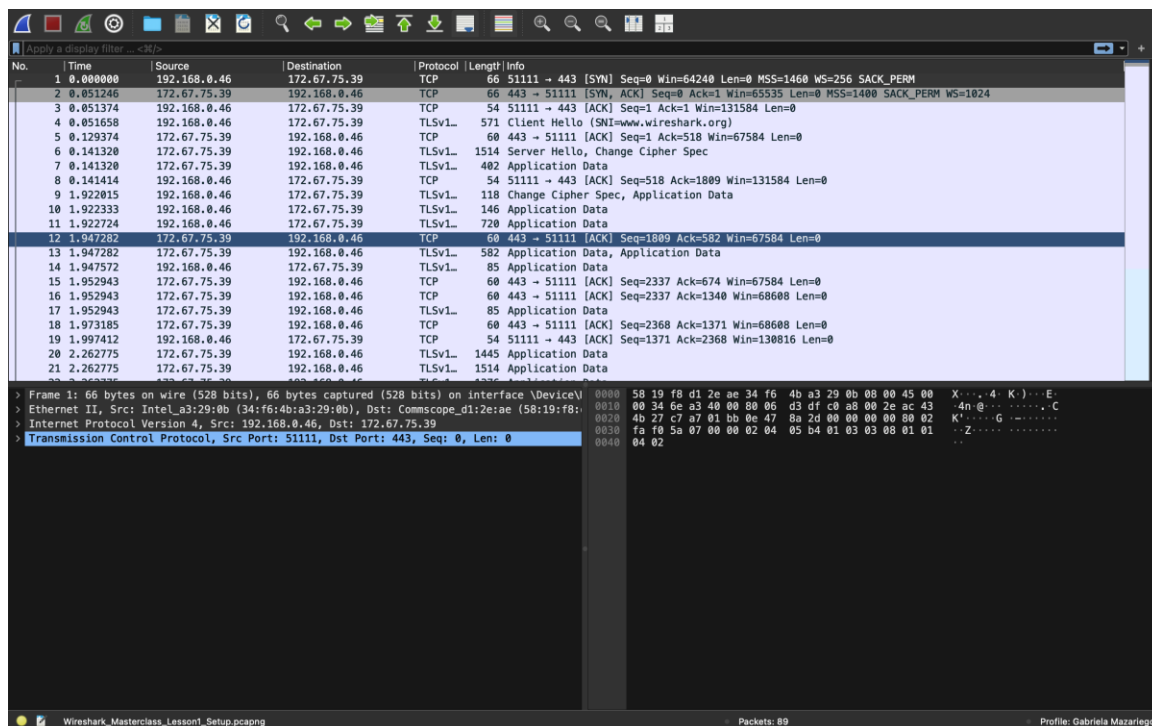 Apply a display filter ... <⌘/>
No. Time Source Destination Protocol Length Info
1 0.000000 192.168.0.46 172.67.75.39 TCP 66 51111 → 443 [SYN] Seq=0 Win=64240 Len=0 MSS=1460 WS=256 SACK_PERM
2 0.051246 172.67.75.39 192.168.0.46 TCP 66 443 → 51111 [SYN, ACK] Seq=0 Ack=1 Win=65535 Len=0 MSS=1400 SACK_PERM WS=1024
3 0.051374 192.168.0.46 172.67.75.39 TCP 54 51111 → 443 [ACK] Seq=1 Ack=1 Win=131584 Len=0
4 0.051658 192.168.0.46 172.67.75.39 TLSv1… 571 Client Hello (SNI=www.wireshark.org)
5 0.129374 172.67.75.39 192.168.0.46 TCP 60 443 → 51111 [ACK] Seq=1 Ack=518 Win=67584 Len=0
6 0.141320 172.67.75.39 192.168.0.46 TLSv1… 1514 Server Hello, Change Cipher Spec
7 0.141320 172.67.75.39 192.168.0.46 TLSv1… 402 Application Data
8 0.141414 192.168.0.46 172.67.75.39 TCP 54 51111 → 443 [ACK] Seq=518 Ack=1809 Win=131584 Len=0
9 1.922015 192.168.0.46 172.67.75.39 TLSv1… 118 Change Cipher Spec, Application Data
10 1.922333 192.168.0.46 172.67.75.39 TLSv1… 146 Application Data
11 1.922724 192.168.0.46 172.67.75.39 TLSv1… 720 Application Data
12 1.947282 172.67.75.39 192.168.0.46 TCP 60 443 → 51111 [ACK] Seq=1809 Ack=582 Win=67584 Len=0
13 1.947282 172.67.75.39 192.168.0.46 TLSv1… 582 Application Data, Application Data
14 1.947572 192.168.0.46 172.67.75.39 TLSv1… 85 Application Data
15 1.952943 172.67.75.39 192.168.0.46 TCP 60 443 → 51111 [ACK] Seq=2337 Ack=674 Win=67584 Len=0
16 1.952943 172.67.75.39 192.168.0.46 TCP 60 443 → 51111 [ACK] Seq=2337 Ack=1340 Win=68608 Len=0
17 1.952943 172.67.75.39 192.168.0.46 TLSv1… 85 Application Data
18 1.973185 172.67.75.39 192.168.0.46 TCP 60 443 → 51111 [ACK] Seq=2368 Ack=1371 Win=68608 Len=0
19 1.997412 192.168.0.46 172.67.75.39 TCP 54 51111 → 443 [ACK] Seq=1371 Ack=2368 Win=130816 Len=0
20 2.262775 172.67.75.39 192.168.0.46 TLSv1… 1445 Application Data
21 2.262775 172.67.75.39 192.168.0.46 TLSv1… 1514 Application Data
> Frame 1: 66 bytes on wire (528 bits), 66 bytes captured (528 bits) on interface \Device\
> Ethernet II, Src: Intel_a3:29:0b (34:f6:4b:a3:29:0b), Dst: Commscope_d1:2e:ae (58:19:f8:
> Internet Protocol Version 4, Src: 192.168.0.46, Dst: 172.67.75.39
> Transmission Control Protocol, Src Port: 51111, Dst Port: 443, Seq: 0, Len: 0
0000 58 19 f8 d1 2e ae 34 f6 4b a3 29 0b 08 00 45 00 X·····4· K·)···E·
0010 00 34 6e a3 40 00 80 06 d3 df c0 a8 00 2e ac 43 ·4n·@··· ·····.·C
0020 4b 27 c7 a7 01 bb 0e 47 8a 2d 00 00 00 00 80 02 K'·····G ·-······
0030 fa f0 5a 07 00 00 02 04 05 b4 01 03 03 08 01 01 ··Z····· ········
0040 04 02 ··
Wireshark_Masterclass_Lesson1_Setup.pcapng Packets: 89 Profile: Gabriela Mazariego